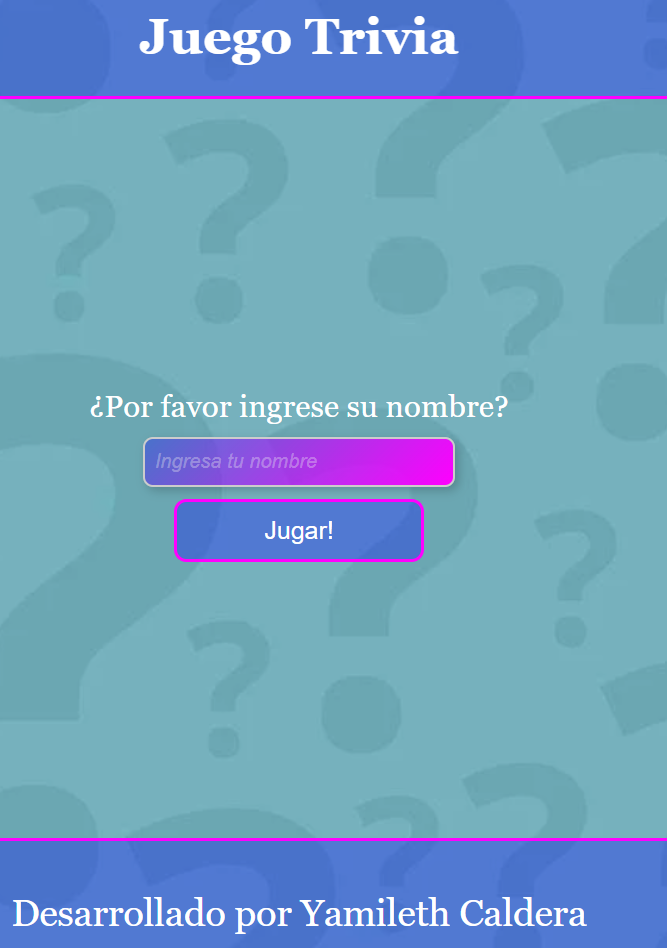 Juego Trivia
¿Por favor ingrese su nombre?
Ingresa tu nombre
Jugar!
Desarrollado por Yamileth Caldera